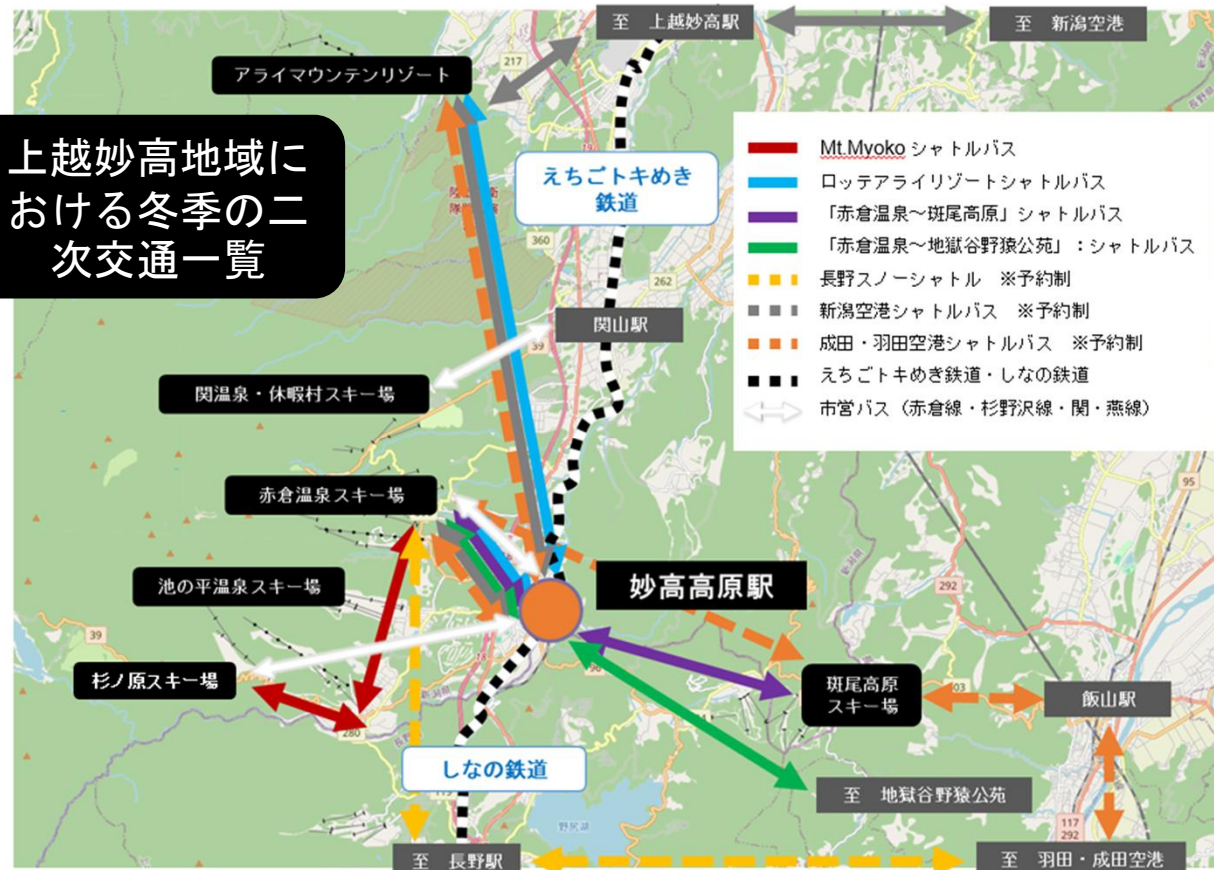 至 上越妙高駅
至 新潟空港
217
アライマウンテンリゾート
上越妙高地域に
おける冬季の二
次交通一覧
えちごトキめき
鉄道
Mt.Myoko シャトルバス
ロッテアライリゾートシャトルバス
「赤倉温泉～斑尾高原」シャトルバス
「赤倉温泉～地獄谷野猿公苑」：シャトルバス
長野スノーシャトル ※予約制
新潟空港シャトルバス ※予約制
成田・羽田空港シャトルバス ※予約制
えちごトキめき鉄道・しなの鉄道
市営バス（赤倉線・杉野沢線・関・燕線）
360
262
関山駅
39
関温泉・休暇村スキー場
赤倉温泉スキー場
95
池の平温泉スキー場
妙高高原駅
292
39
杉ノ原スキー場
斑尾高原
スキー場
飯山駅
280
しなの鉄道
至 地獄谷野猿公苑
野尻湖
117
292
至 長野駅
至 羽田・成田空港